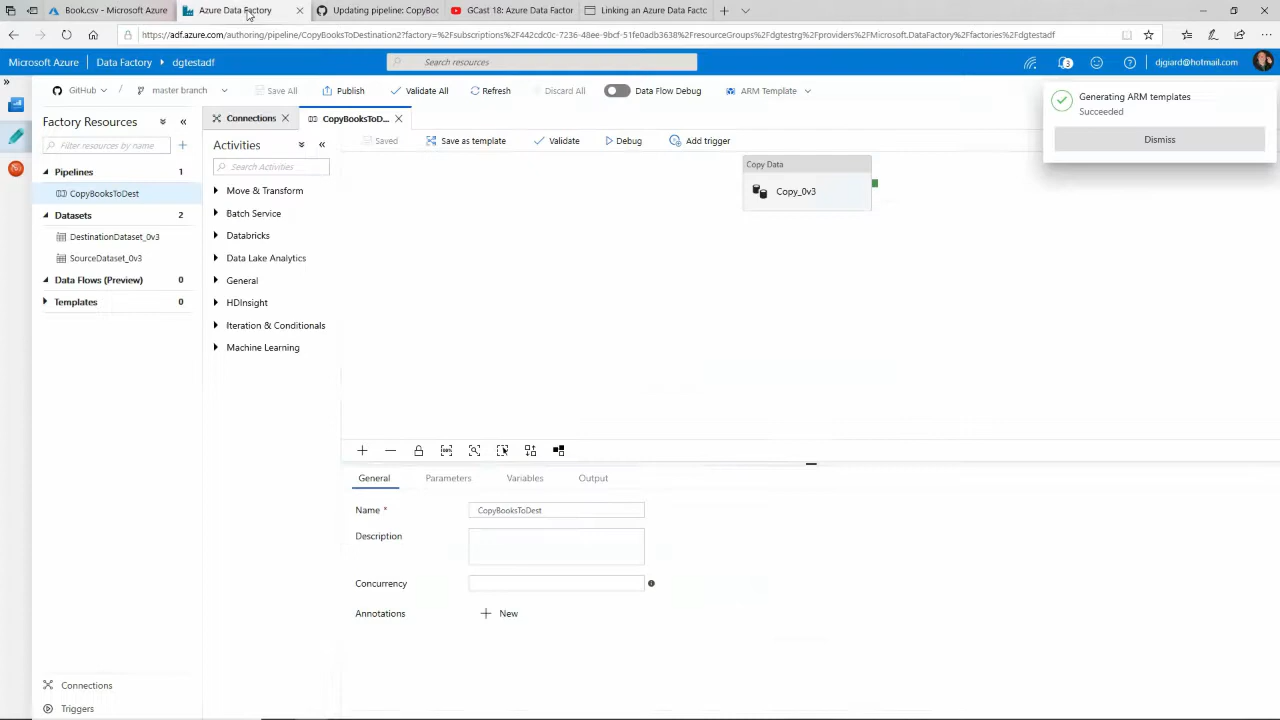 Book.csv - Microsoft Azure
Azure Data Factory
Updating pipeline: CopyBoo
GCast 18: Azure Data Factor
Linking an Azure Data Factc
https://adf.azure.com/authoring/pipeline/CopyBooksToDestination2?factory=%2Fsubscriptions%2F442cdc0c-7236-48ee-9bcf-51fe0adb3638%2FresourceGroups%2Fdgtestrg%2Fproviders%2FMicrosoft.DataFactory%2Ffactories%2Fdgtestadf
Microsoft Azure
Data Factory
dgtestadf
Search resources
3
djgiard@hotmail.com
GitHub
master branch
Save All
Publish
Validate All
Refresh
Discard All
Data Flow Debug
ARM Template
Generating ARM templates
Succeeded
Dismiss
Factory Resources
Filter resources by name
Pipelines 1
CopyBooksToDest
Datasets 2
DestinationDataset_0v3
SourceDataset_0v3
Data Flows (Preview) 0
Templates 0
Connections
Triggers
Connections
CopyBooksToD...
Activities
Search Activities
Move & Transform
Batch Service
Databricks
Data Lake Analytics
General
HDInsight
Iteration & Conditionals
Machine Learning
Saved
Save as template
Validate
Debug
Add trigger
Copy Data
Copy_0v3
General
Parameters
Variables
Output
Name *
CopyBooksToDest
Description
Concurrency
Annotations
New